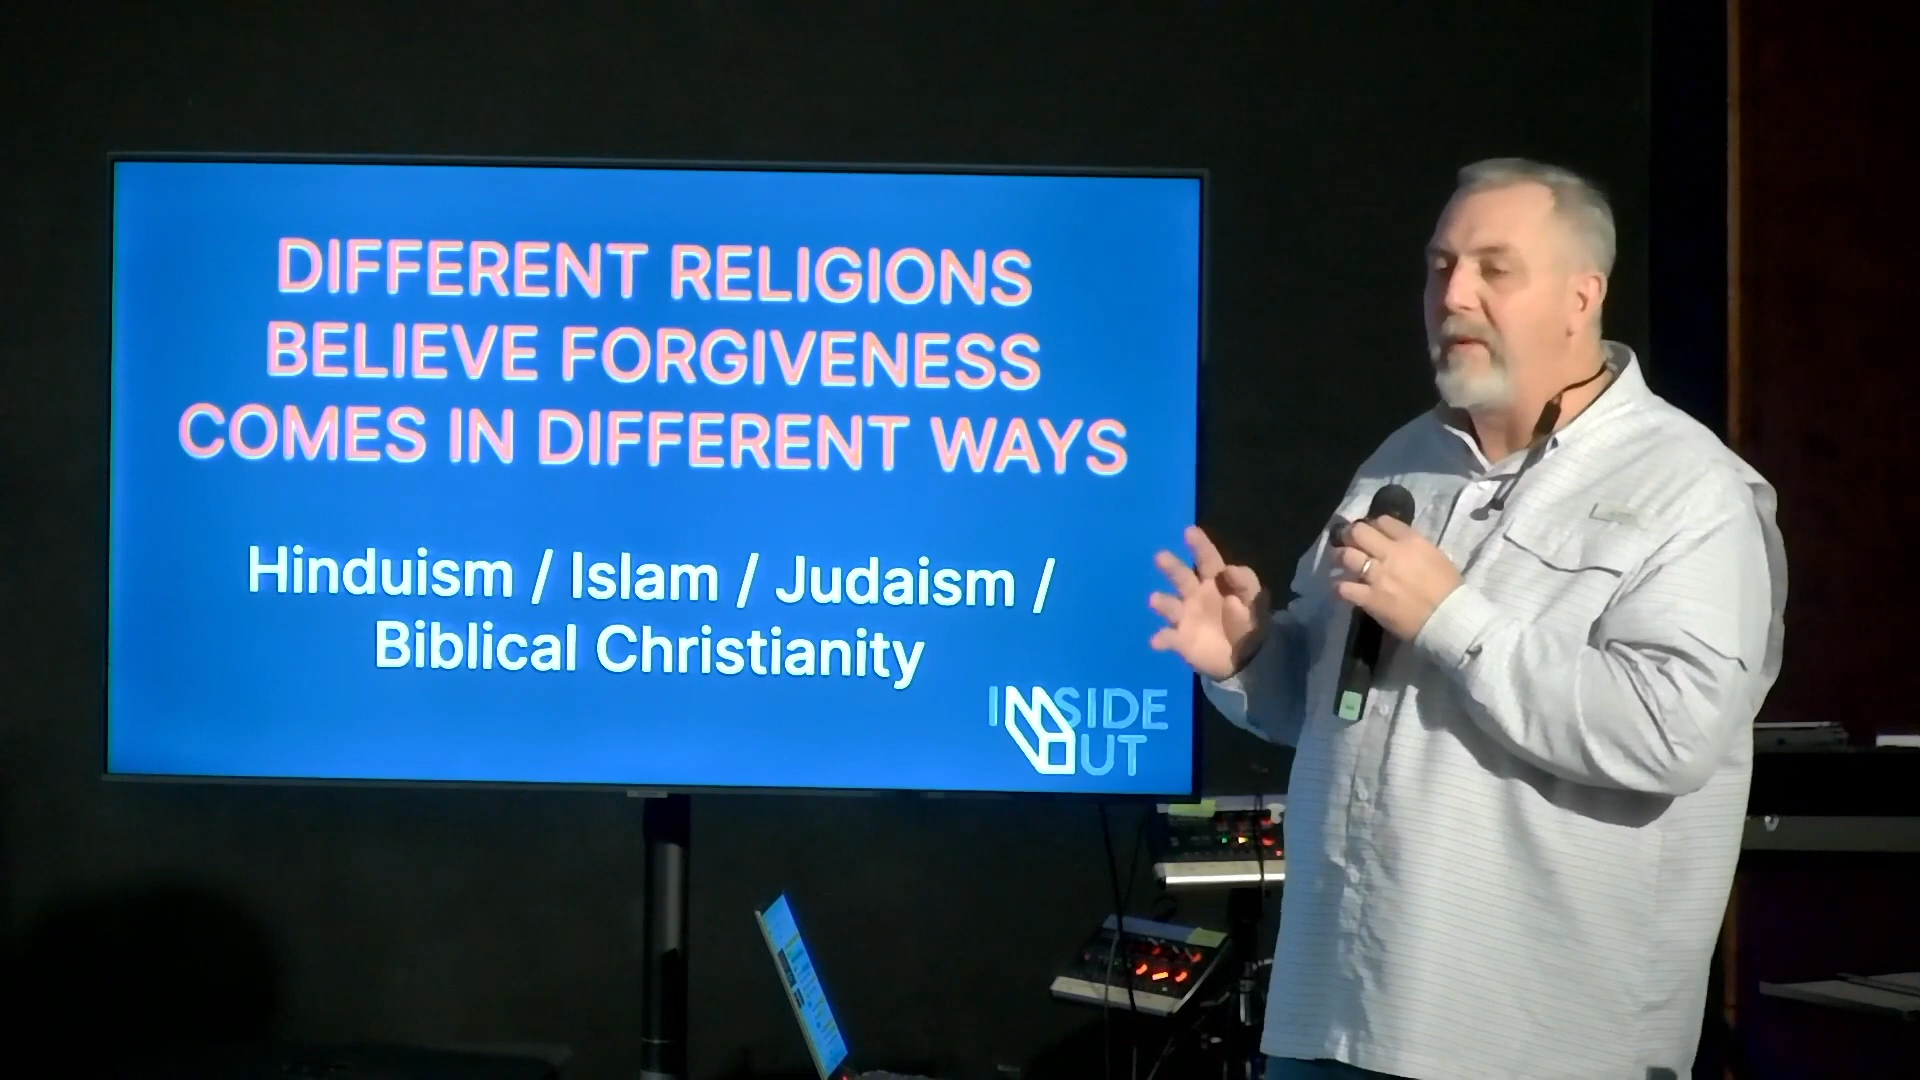 DIFFERENT RELIGIONS
BELIEVE FORGIVENESS
COMES IN DIFFERENT WAYS
Hinduism / Islam / Judaism /
Biblical Christianity
INSIDE
OUT